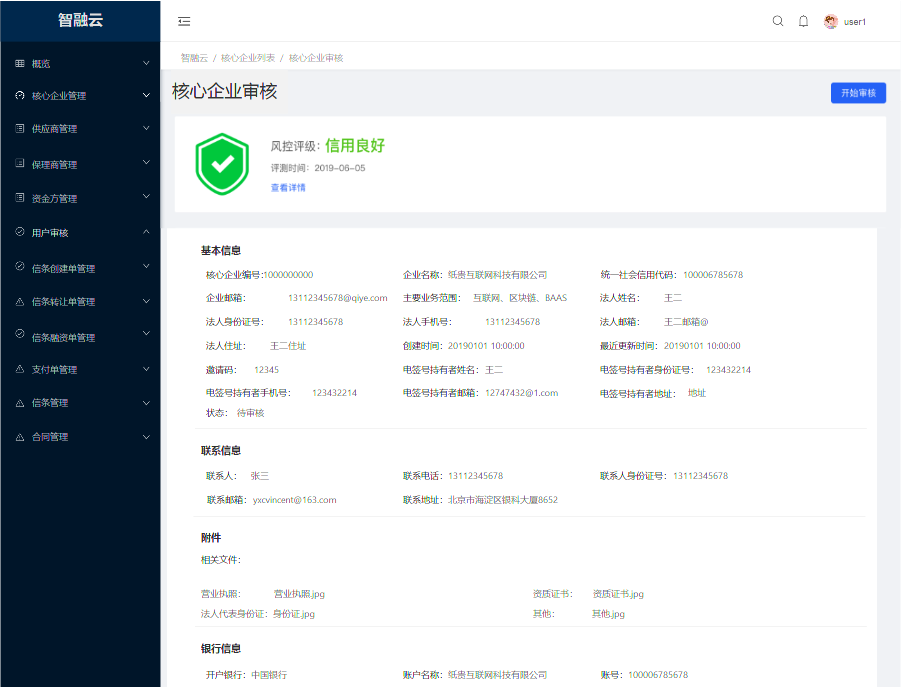 智融云
user1
概览
核心企业管理
供应商管理
保理商管理
资金方管理
用户审核
信条创建单管理
信条转让单管理
信条融资单管理
支付单管理
信条管理
合同管理
智融云 / 核心企业列表 / 核心企业审核
核心企业审核
开始审核
风控评级：信用良好
评测时间：2019-06-05
查看详情
基本信息
核心企业编号:1000000000 企业名称：纸贵互联网科技有限公司 统一社会信用代码：100006785678
企业邮箱： 13112345678@qiye.com 主要业务范围： 互联网、区块链、BAAS 法人姓名： 王二
法人身份证号： 13112345678 法人手机号： 13112345678 法人邮箱： 王二邮箱@
法人住址： 王二住址 创建时间：20190101 10:00:00 最近更新时间：20190101 10:00:00
邀请码： 12345 电签号持有者姓名：王二 电签号持有者身份证号： 123432214
电签号持有者手机号： 123432214 电签号持有者邮箱：12747432@1.com 电签号持有者地址： 地址
状态： 待审核
联系信息
联系人： 张三 联系电话：13112345678 联系人身份证号：13112345678
联系邮箱：yxcvincent@163.com 联系地址：北京市海淀区银科大厦8652
附件
相关文件：
营业执照： 营业执照.jpg 资质证书： 资质证书.jpg
法人代表身份证：身份证.jpg 其他： 其他.jpg
银行信息
开户银行：中国银行 账户名称：纸贵互联网科技有限公司 账号：100006785678